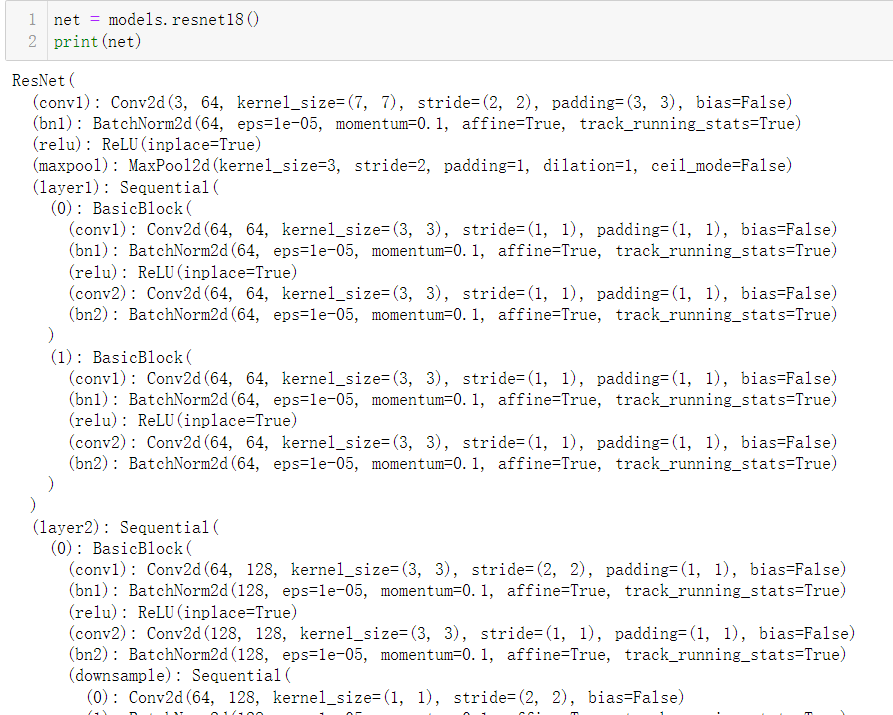 1 net = models.resnet18()
2 print(net)
ResNet(
  (conv1): Conv2d(3, 64, kernel_size=(7, 7), stride=(2, 2), padding=(3, 3), bias=False)
  (bn1): BatchNorm2d(64, eps=1e-05, momentum=0.1, affine=True, track_running_stats=True)
  (relu): ReLU(inplace=True)
  (maxpool): MaxPool2d(kernel_size=3, stride=2, padding=1, dilation=1, ceil_mode=False)
  (layer1): Sequential(
    (0): BasicBlock(
      (conv1): Conv2d(64, 64, kernel_size=(3, 3), stride=(1, 1), padding=(1, 1), bias=False)
      (bn1): BatchNorm2d(64, eps=1e-05, momentum=0.1, affine=True, track_running_stats=True)
      (relu): ReLU(inplace=True)
      (conv2): Conv2d(64, 64, kernel_size=(3, 3), stride=(1, 1), padding=(1, 1), bias=False)
      (bn2): BatchNorm2d(64, eps=1e-05, momentum=0.1, affine=True, track_running_stats=True)
    )
    (1): BasicBlock(
      (conv1): Conv2d(64, 64, kernel_size=(3, 3), stride=(1, 1), padding=(1, 1), bias=False)
      (bn1): BatchNorm2d(64, eps=1e-05, momentum=0.1, affine=True, track_running_stats=True)
      (relu): ReLU(inplace=True)
      (conv2): Conv2d(64, 64, kernel_size=(3, 3), stride=(1, 1), padding=(1, 1), bias=False)
      (bn2): BatchNorm2d(64, eps=1e-05, momentum=0.1, affine=True, track_running_stats=True)
    )
  )
  (layer2): Sequential(
    (0): BasicBlock(
      (conv1): Conv2d(64, 128, kernel_size=(3, 3), stride=(2, 2), padding=(1, 1), bias=False)
      (bn1): BatchNorm2d(128, eps=1e-05, momentum=0.1, affine=True, track_running_stats=True)
      (relu): ReLU(inplace=True)
      (conv2): Conv2d(128, 128, kernel_size=(3, 3), stride=(1, 1), padding=(1, 1), bias=False)
      (bn2): BatchNorm2d(128, eps=1e-05, momentum=0.1, affine=True, track_running_stats=True)
      (downsample): Sequential(
        (0): Conv2d(64, 128, kernel_size=(1, 1), stride=(2, 2), bias=False)